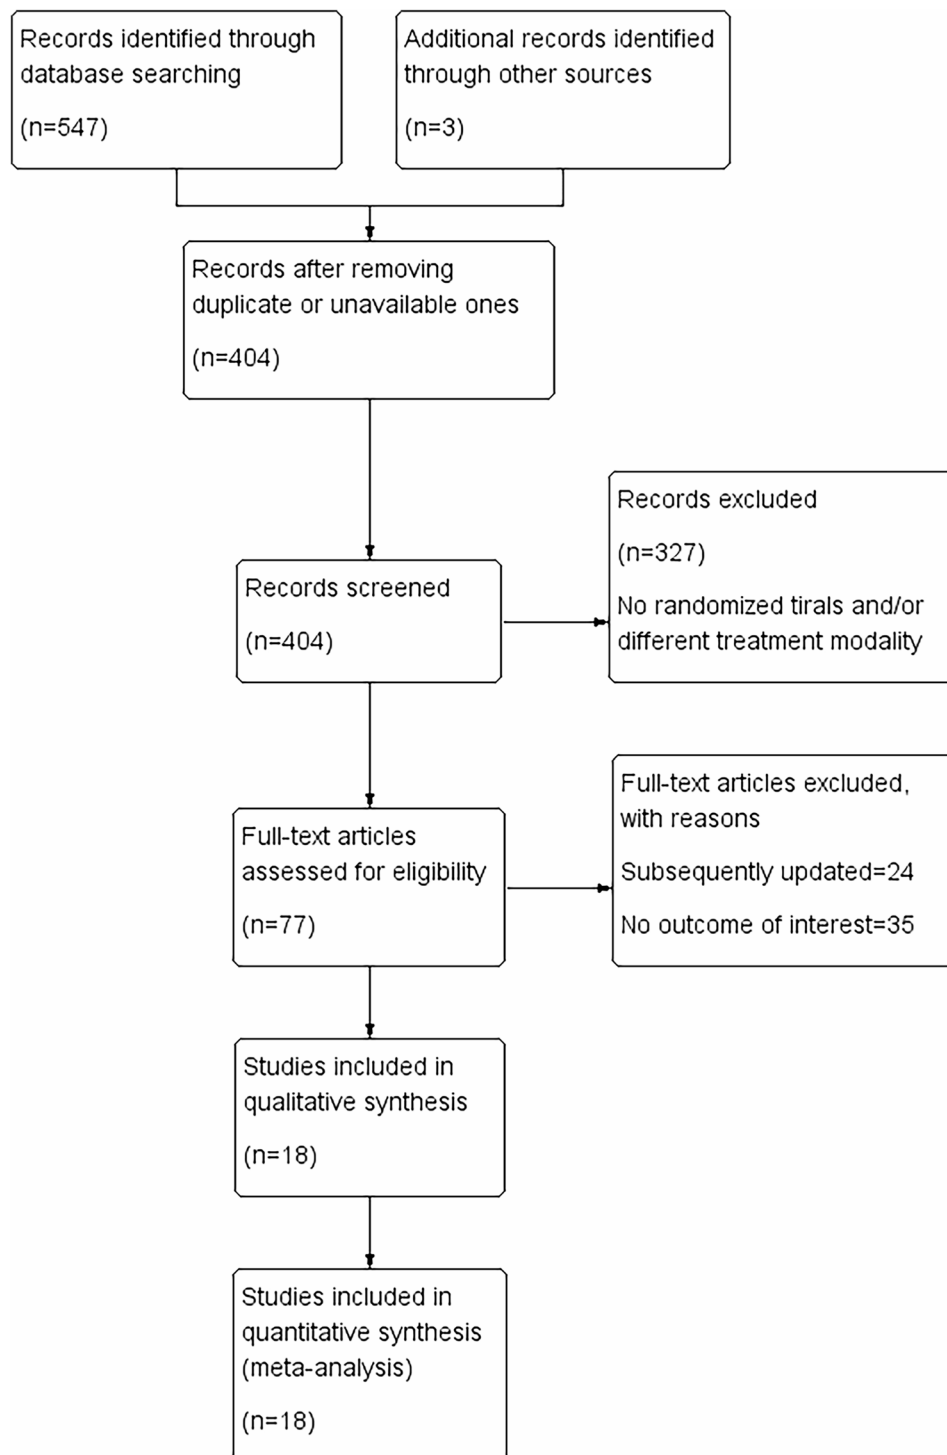 Records identified through
database searching
(n=547)
Additional records identified
through other sources
(n=3)
Records after removing
duplicate or unavailable ones
(n=404)
Records screened
(n=404)
Records excluded
(n=327)
No randomized tirals and/or
different treatment modality
Full-text articles
assessed for eligibility
(n=77)
Full-text articles excluded,
with reasons
Subsequently updated=24
No outcome of interest=35
Studies included in
qualitative synthesis
(n=18)
Studies included in
quantitative synthesis
(meta-analysis)
(n=18)